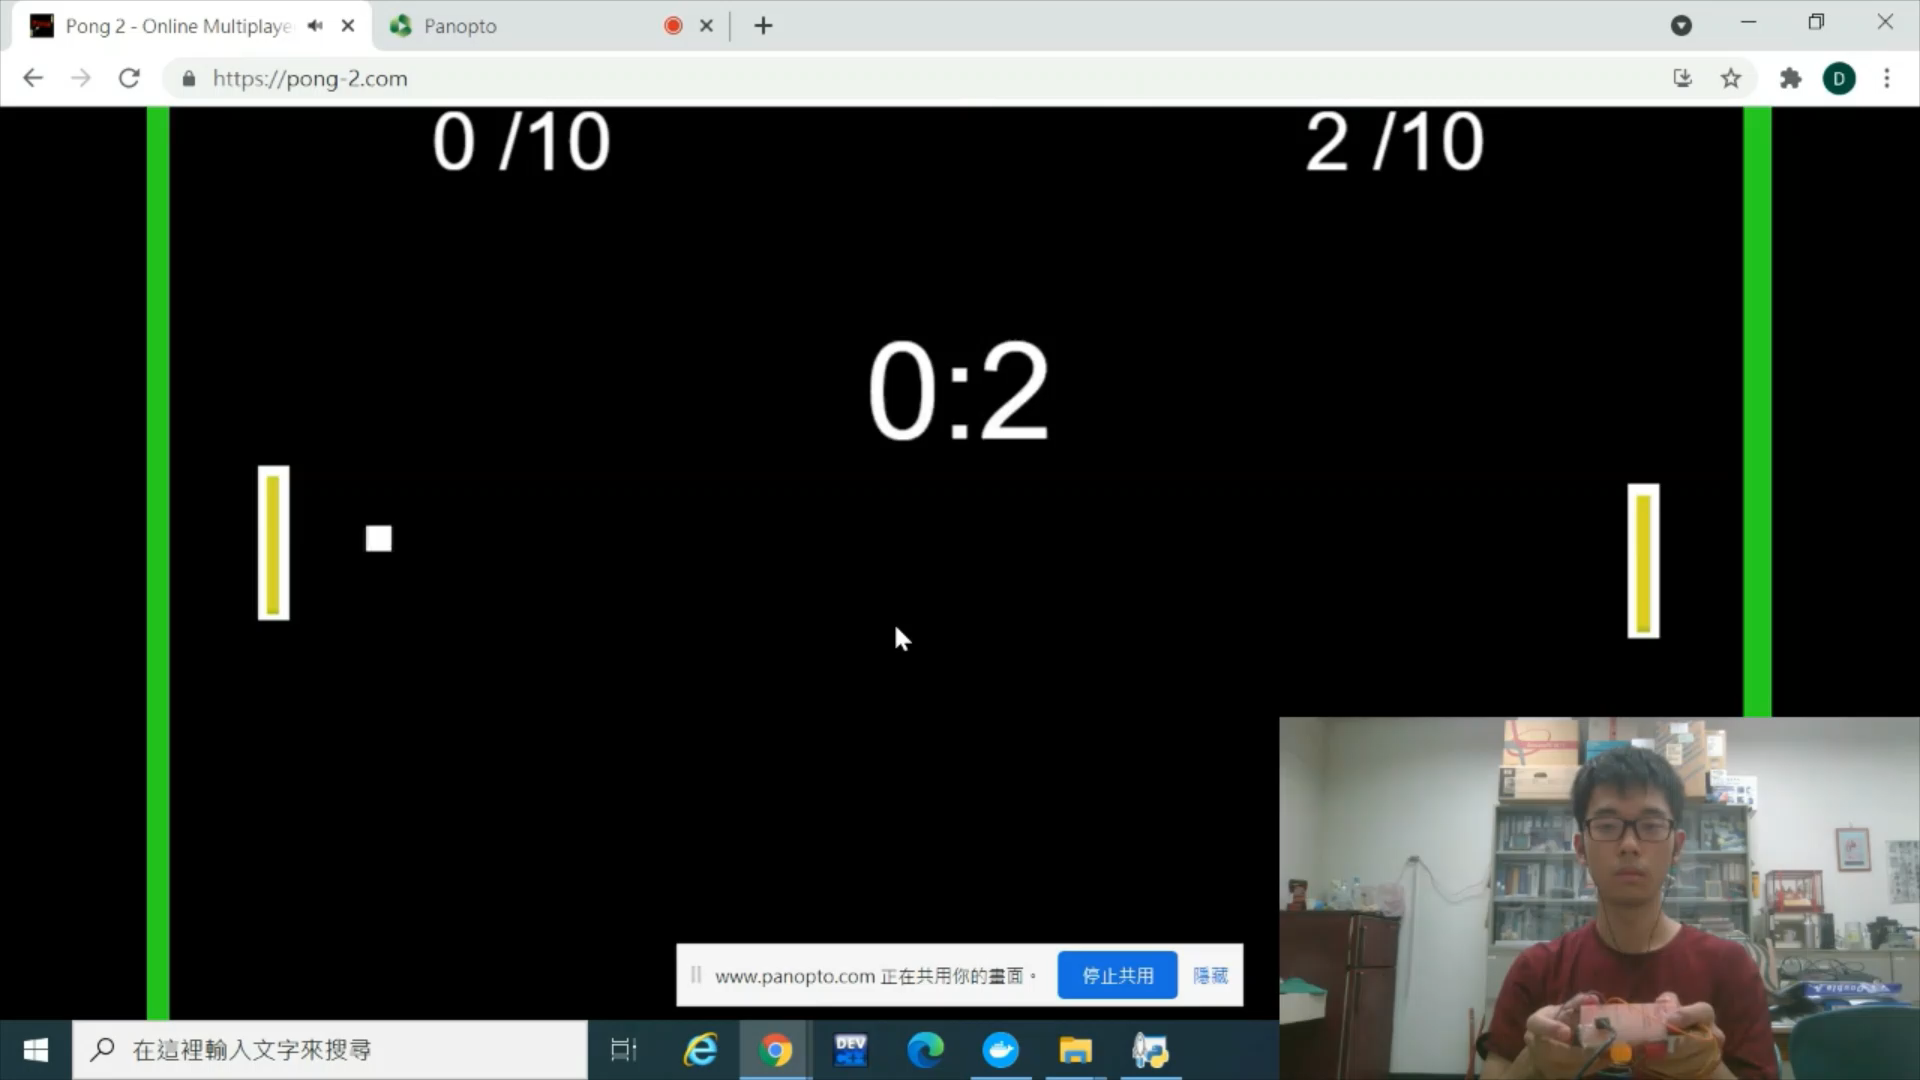 Pong 2 - Online Multiplaye
Panopto
https://pong-2.com
D
0 /10
2 /10
0:2
www.panopto.com 正在共用你的畫面。
停止共用
隱藏
在這裡輸入文字來搜尋
DEV